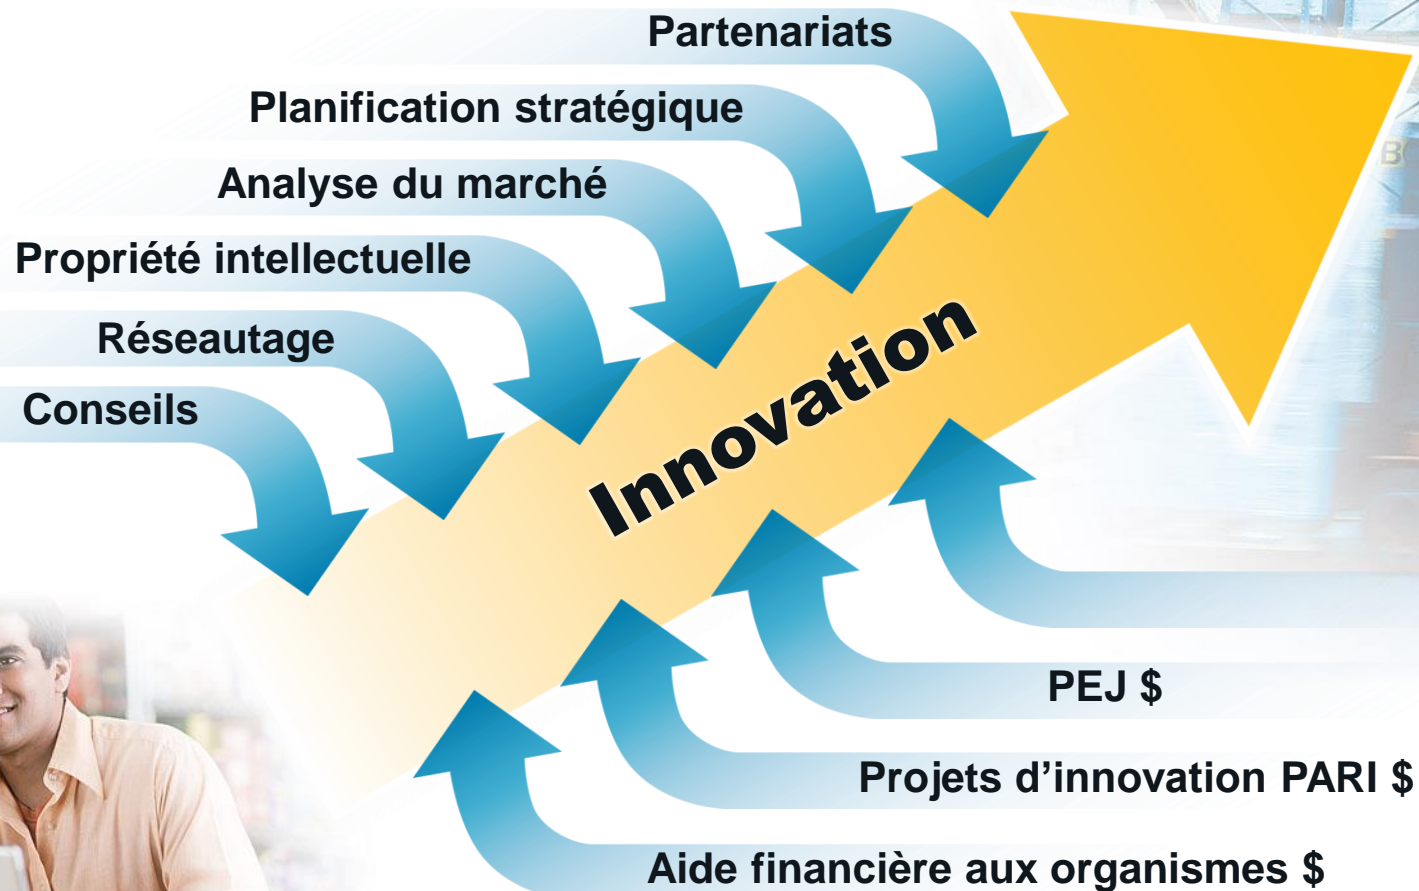 Partenariats
Planification stratégique
Analyse du marché
Propriété intellectuelle
Réseautage
Conseils
Innovation
PEJ $
Projets d’innovation PARI $
Aide financière aux organismes $